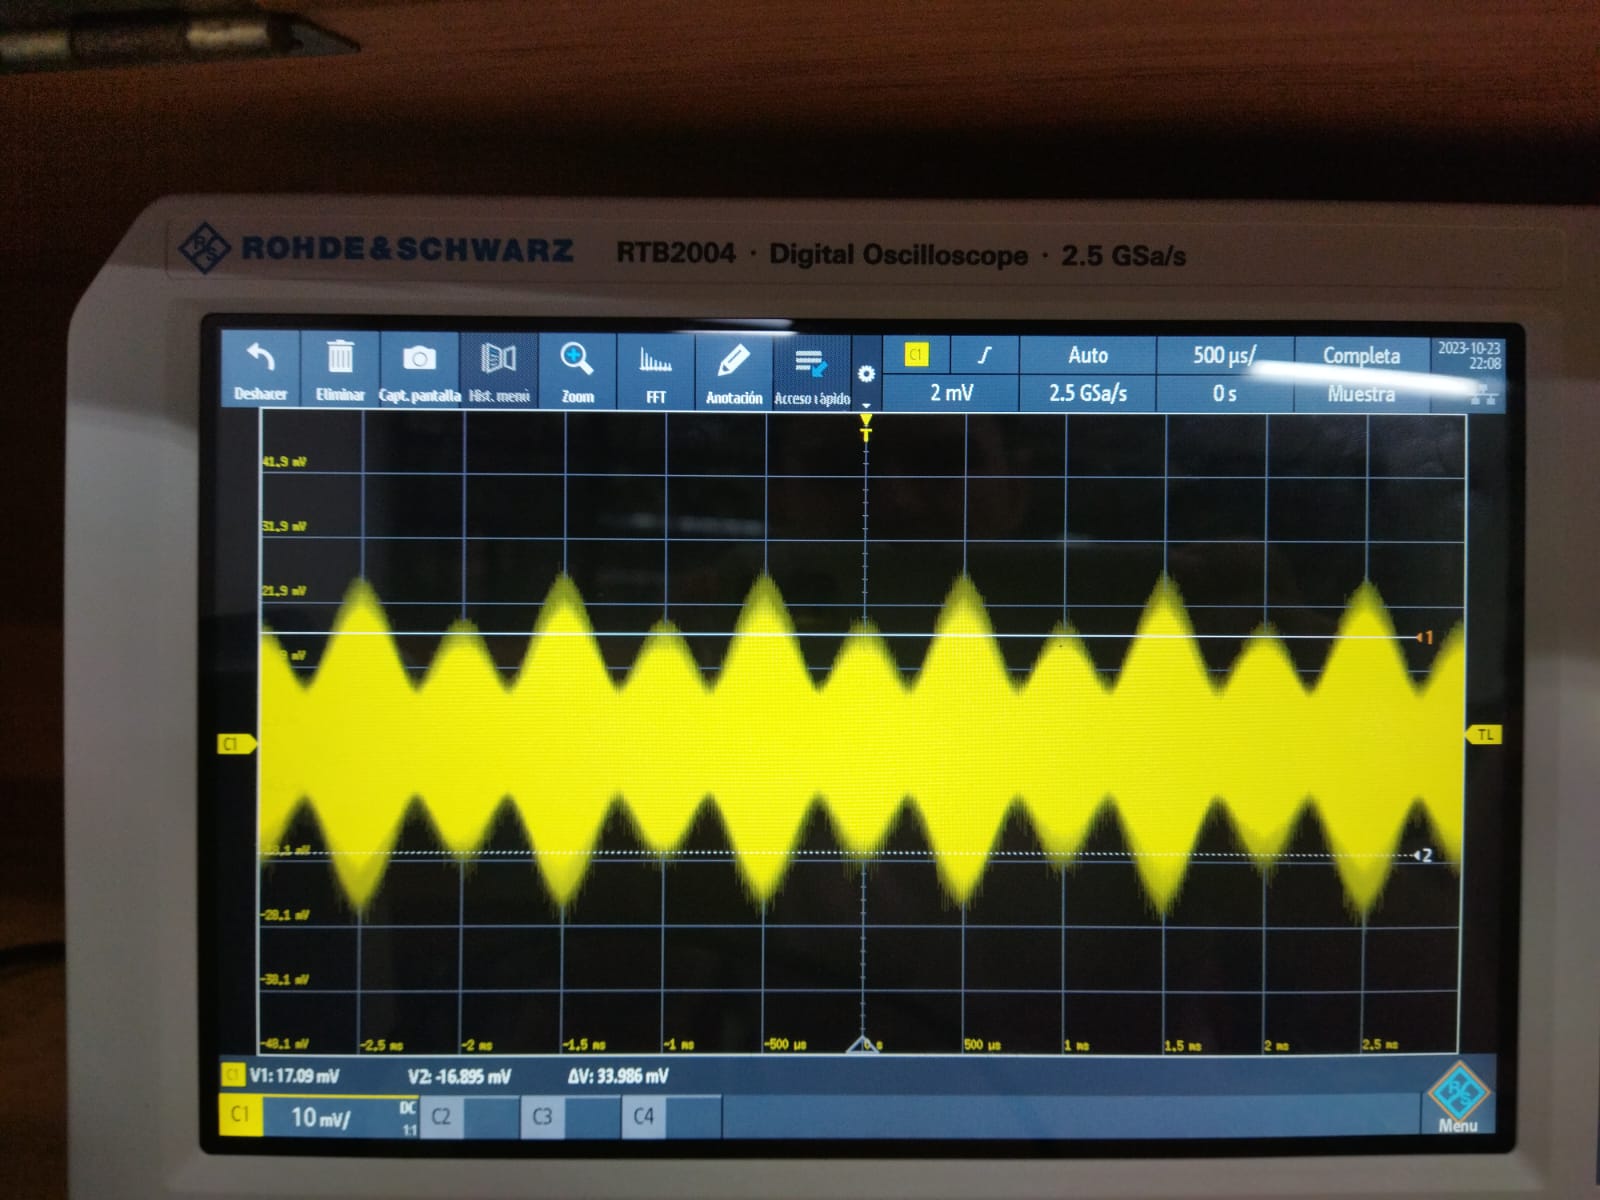 ROHDE&SCHWARZ RTB2004 · Digital Oscilloscope · 2.5 GSa/s
Deshacer Eliminar Capt. pantalla Hist. menú Zoom FFT Anotación Acceso rápido
C1 Auto 500 µs/ Completa 2023-10-23
22:08
2 mV 2.5 GSa/s 0 s Muestra
T
41,9 mV
31,9 mV
21,9 mV
1
mV
C1 TL
2
-28,1 mV
-38,1 mV
-48,1 mV -2,5 ms -2 ms -1,5 ms -1 ms -500 µs 0 s 500 µs 1 ms 1,5 ms 2 ms 2,5 ms
C1 V1: 17.09 mV V2: -16.895 mV ΔV: 33.986 mV
C1 10 mV/ DC
1:1 C2 C3 C4
Menu